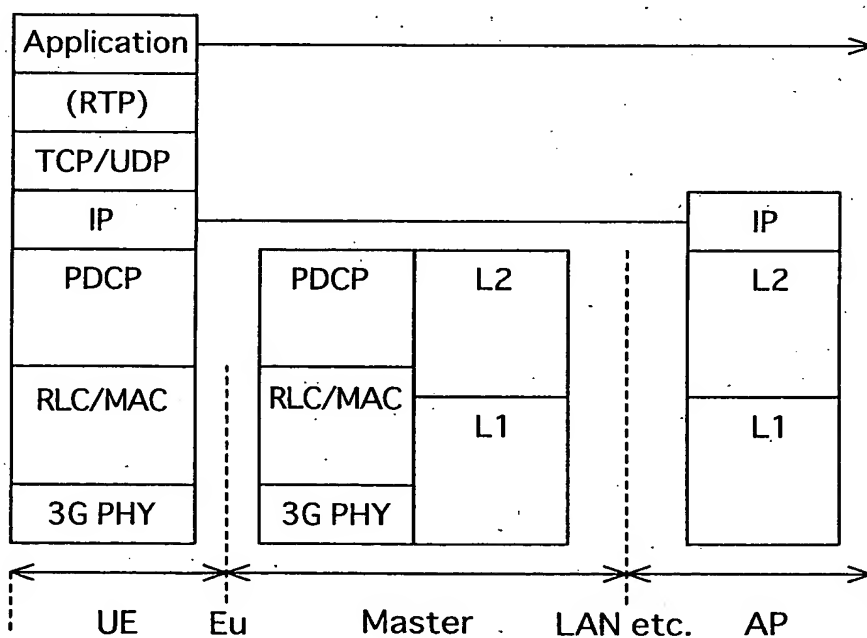 Application
(RTP)
TCP/UDP
IP
IP
PDCP
PDCP
L2
L2
RLC/MAC
RLC/MAC
L1
L1
3G PHY
3G PHY
UE
Eu
Master
LAN etc.
AP